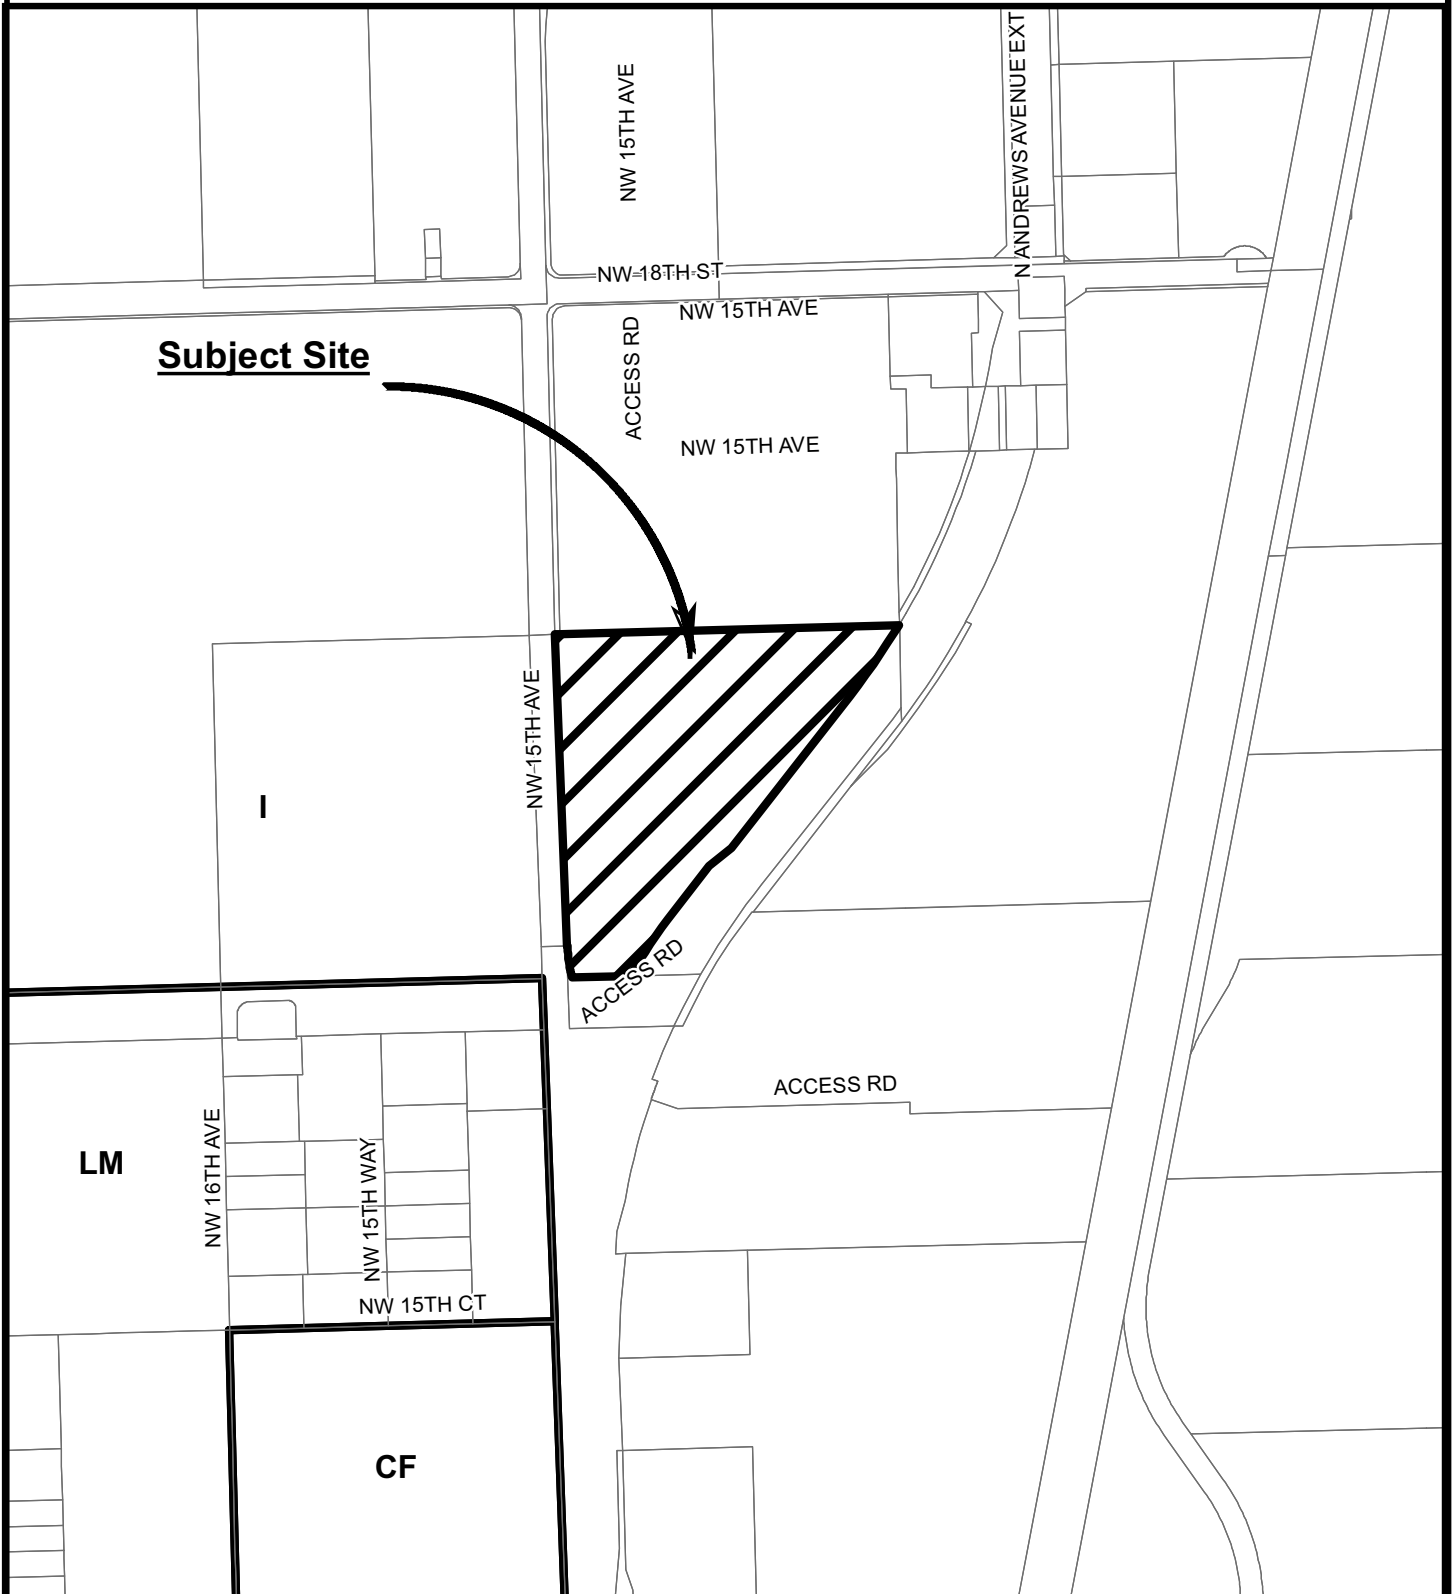 N ANDREWS AVENUE EXT
NW 15TH AVE
NW 18TH ST
NW 15TH AVE
ACCESS RD
Subject Site
NW 15TH AVE
NW 15TH AVE
I
ACCESS RD
ACCESS RD
NW 16TH AVE
LM
NW 15TH WAY
NW 15TH CT
CF